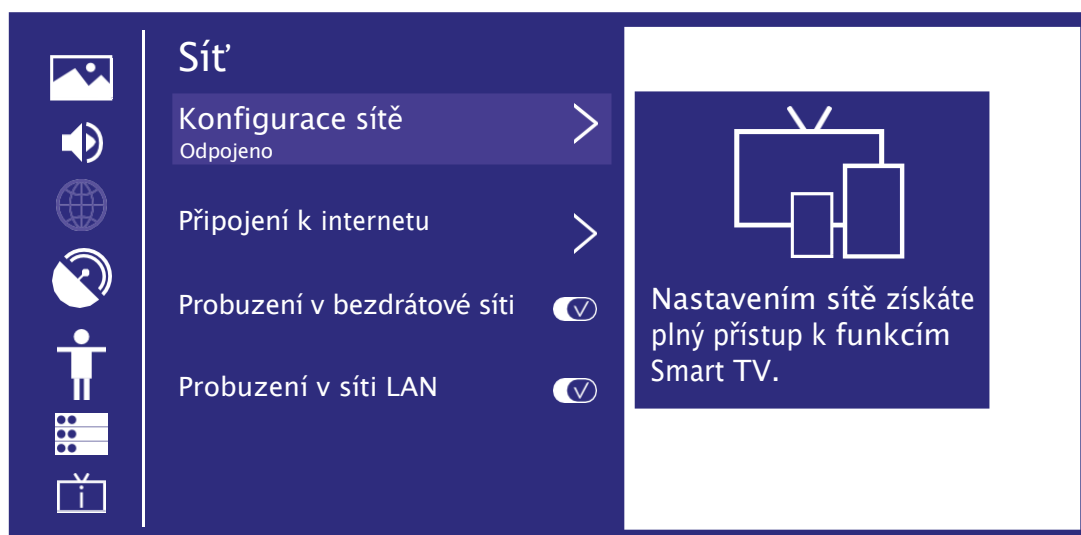 Síť
Konfigurace sítě
Odpojeno
Připojení k internetu
Probuzení v bezdrátové síti
Probuzení v síti LAN
Nastavením sítě získáte
plný přístup k funkcím
Smart TV.
i